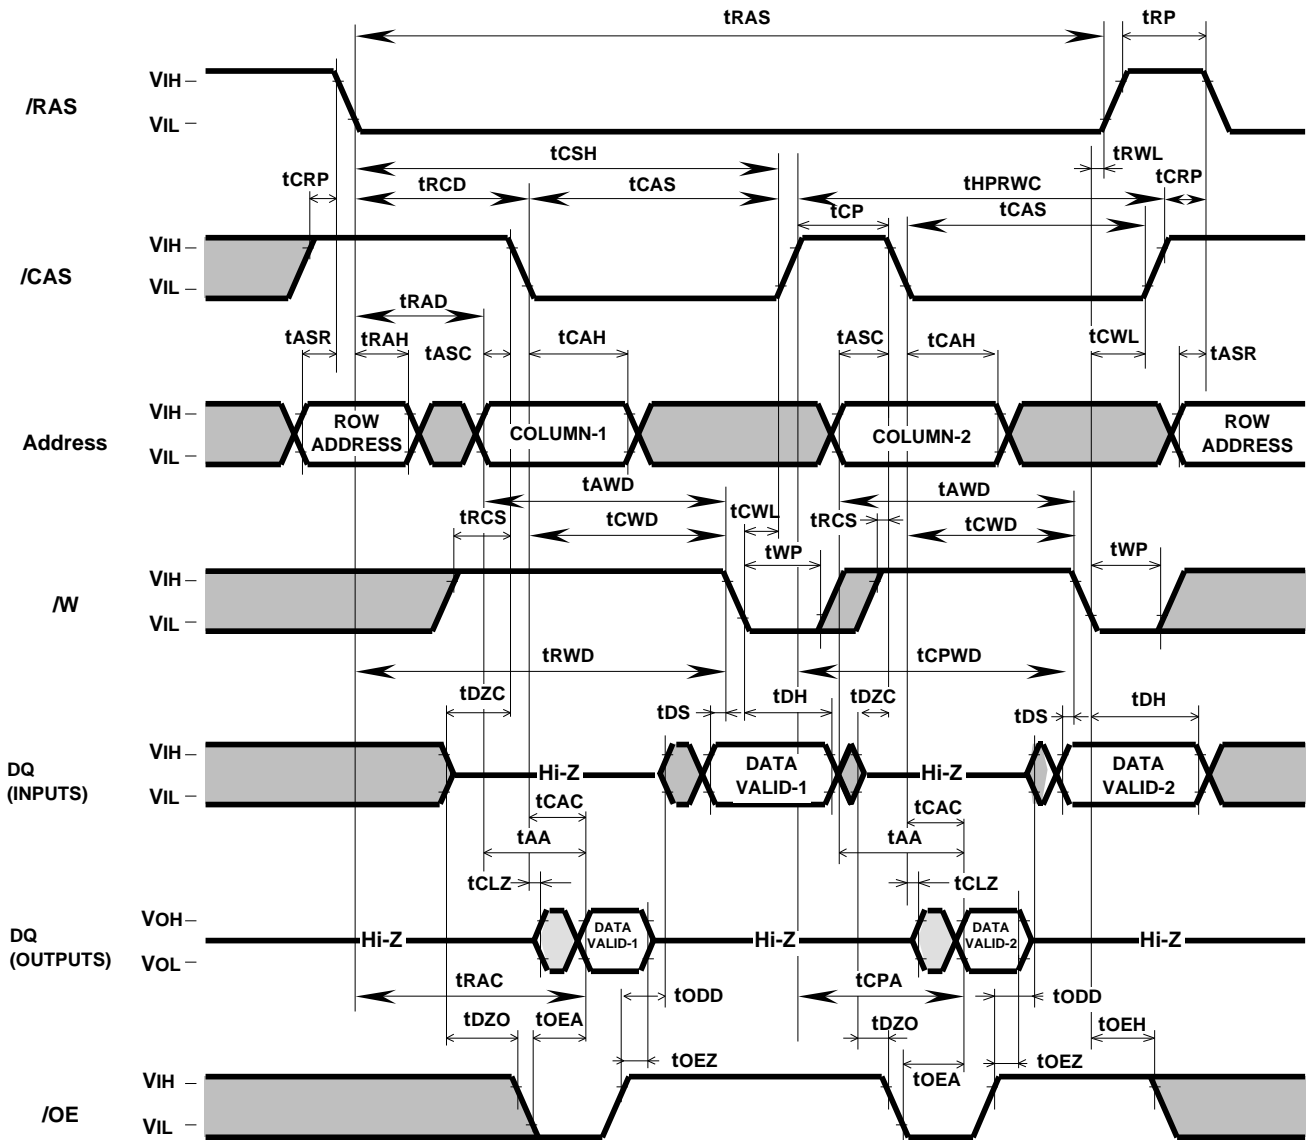 tRAS tRP
VIH
/RAS
VIL
tCSH tRWL
tCRP tRCD tCAS tHPRWC tCRP
tCP tCAS
VIH
/CAS
VIL
tRAD
tASR tRAH tASC tCAH tASC tCAH tCWL tASR
VIH
Address
VIL
ROW ADDRESS COLUMN-1 COLUMN-2 ROW ADDRESS
tAWD tAWD
tRCS tCWD tCWL tRCS tCWD
tWP tWP
VIH
/W
VIL
tRWD tCPWD
tDZC tDS tDH tDZC tDS tDH
VIH
DQ
(INPUTS)
VIL
Hi-Z DATA VALID-1 Hi-Z DATA VALID-2
tCAC tCAC
tAA tAA
tCLZ tCLZ
VOH
DQ
(OUTPUTS)
VOL
Hi-Z DATA VALID-1 Hi-Z DATA VALID-2 Hi-Z
tRAC tODD tCPA tODD
tDZO tOEA tDZO tOEH
tOEZ tOEA tOEZ
VIH
/OE
VIL